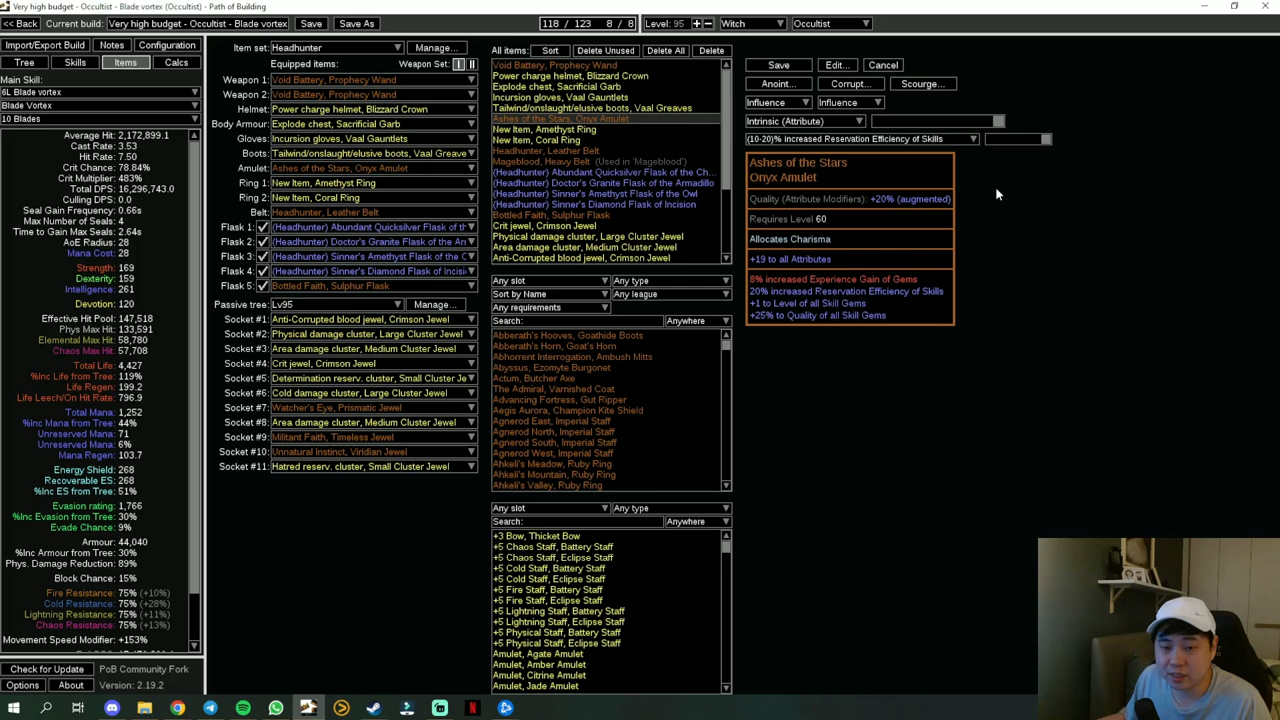 Very high budget - Occultist - Blade vortex (Occultist) - Path of Building
<< Back
Current build:
Very high budget - Occultist - Blade vortex
Save
Save As
118 / 123 8 / 8
Level: 95
Witch
Occultist
Import/Export Build
Notes
Configuration
Tree
Skills
Items
Calcs
Main Skill:
6L Blade vortex
Blade Vortex
10 Blades
Average Hit: 2,172,899.1
Cast Rate: 3.53
Hit Rate: 7.50
Crit Chance: 78.84%
Crit Multiplier: 483%
Total DPS: 16,296,743.0
Culling DPS: 0.0
Seal Gain Frequency: 0.66s
Max Number of Seals: 4
Time to Gain Max Seals: 2.64s
AoE Radius: 28
Mana Cost: 28
Strength: 169
Dexterity: 159
Intelligence: 261
Devotion: 120
Effective Hit Pool: 147,518
Phys Max Hit: 133,591
Elemental Max Hit: 58,780
Chaos Max Hit: 57,708
Total Life: 4,427
%Inc Life from Tree: 119%
Life Regen: 199.2
Life Leech/On Hit Rate: 796.9
Total Mana: 1,252
%Inc Mana from Tree: 44%
Unreserved Mana: 71
Unreserved Mana: 6%
Mana Regen: 103.7
Energy Shield: 268
Recoverable ES: 268
%Inc ES from Tree: 51%
Evasion rating: 1,766
%Inc Evasion from Tree: 30%
Evade Chance: 9%
Armour: 44,040
%Inc Armour from Tree: 30%
Phys. Damage Reduction: 89%
Block Chance: 15%
Fire Resistance: 75% (+10%)
Cold Resistance: 75% (+28%)
Lightning Resistance: 75% (+11%)
Chaos Resistance: 75% (+13%)
Movement Speed Modifier: +153%
Check for Update
PoB Community Fork
Options
About
Version: 2.19.2
Item set:
Headhunter
Manage...
Equipped items:
Weapon Set:
I
II
Weapon 1: Void Battery, Prophecy Wand
Weapon 2: Void Battery, Prophecy Wand
Helmet: Power charge helmet, Blizzard Crown
Body Armour: Explode chest, Sacrificial Garb
Gloves: Incursion gloves, Vaal Gauntlets
Boots: Tailwind/onslaught/elusive boots, Vaal Greave
Amulet: Ashes of the Stars, Onyx Amulet
Ring 1: New Item, Amethyst Ring
Ring 2: New Item, Coral Ring
Belt: Headhunter, Leather Belt
Flask 1: (Headhunter) Abundant Quicksilver Flask of th
Flask 2: (Headhunter) Doctor's Granite Flask of the Arr
Flask 3: (Headhunter) Sinner's Amethyst Flask of the C
Flask 4: (Headhunter) Sinner's Diamond Flask of Incisi
Flask 5: Bottled Faith, Sulphur Flask
Passive tree: Lv95
Manage...
Socket #1: Anti-Corrupted blood jewel, Crimson Jewel
Socket #2: Physical damage cluster, Large Cluster Jewel
Socket #3: Area damage cluster, Medium Cluster Jewel
Socket #4: Crit jewel, Crimson Jewel
Socket #5: Determination reserv. cluster, Small Cluster Je
Socket #6: Cold damage cluster, Large Cluster Jewel
Socket #7: Watcher's Eye, Prismatic Jewel
Socket #8: Area damage cluster, Medium Cluster Jewel
Socket #9: Militant Faith, Timeless Jewel
Socket #10: Unnatural Instinct, Viridian Jewel
Socket #11: Hatred reserv. cluster, Small Cluster Jewel
All items:
Sort
Delete Unused
Delete All
Delete
Void Battery, Prophecy Wand
Power charge helmet, Blizzard Crown
Explode chest, Sacrificial Garb
Incursion gloves, Vaal Gauntlets
Tailwind/onslaught/elusive boots, Vaal Greaves
Ashes of the Stars, Onyx Amulet
New Item, Amethyst Ring
New Item, Coral Ring
Headhunter, Leather Belt
Mageblood, Heavy Belt (Used in 'Mageblood')
(Headhunter) Abundant Quicksilver Flask of the Ch...
(Headhunter) Doctor's Granite Flask of the Armadillo
(Headhunter) Sinner's Amethyst Flask of the Owl
(Headhunter) Sinner's Diamond Flask of Incision
Bottled Faith, Sulphur Flask
Crit jewel, Crimson Jewel
Physical damage cluster, Large Cluster Jewel
Area damage cluster, Medium Cluster Jewel
Anti-Corrupted blood jewel, Crimson Jewel
Any slot
Any type
Sort by Name
Any league
Any requirements
Search:
Anywhere
Abberath's Hooves, Goathide Boots
Abberath's Horn, Goat's Horn
Abhorrent Interrogation, Ambush Mitts
Abyssus, Ezomyte Burgonet
Actum, Butcher Axe
The Admiral, Varnished Coat
Advancing Fortress, Gut Ripper
Aegis Aurora, Champion Kite Shield
Agnerod East, Imperial Staff
Agnerod North, Imperial Staff
Agnerod South, Imperial Staff
Agnerod West, Imperial Staff
Ahkeli's Meadow, Ruby Ring
Ahkeli's Mountain, Ruby Ring
Ahkeli's Valley, Ruby Ring
Any slot
Any type
Search:
Anywhere
+3 Bow, Thicket Bow
+5 Chaos Staff, Battery Staff
+5 Chaos Staff, Eclipse Staff
+5 Cold Staff, Battery Staff
+5 Cold Staff, Eclipse Staff
+5 Fire Staff, Battery Staff
+5 Fire Staff, Eclipse Staff
+5 Lightning Staff, Battery Staff
+5 Lightning Staff, Eclipse Staff
+5 Physical Staff, Battery Staff
+5 Physical Staff, Eclipse Staff
Amulet, Agate Amulet
Amulet, Amber Amulet
Amulet, Citrine Amulet
Amulet, Jade Amulet
Save
Edit...
Cancel
Anoint...
Corrupt...
Scourge...
Influence
Influence
Intrinsic (Attribute)
(10-20)% increased Reservation Efficiency of Skills
Ashes of the Stars
Onyx Amulet
Quality (Attribute Modifiers): +20% (augmented)
Requires Level 60
Allocates Charisma
+19 to all Attributes
8% increased Experience Gain of Gems
20% increased Reservation Efficiency of Skills
+1 to Level of all Skill Gems
+25% to Quality of all Skill Gems